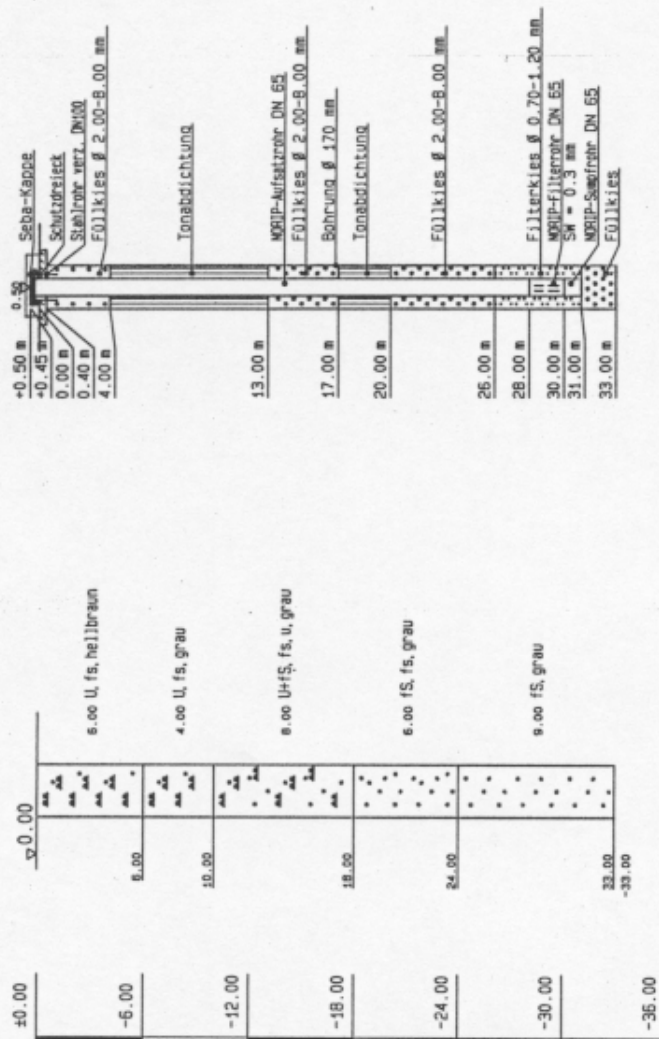 ±0.00
-6.00
-12.00
-18.00
-24.00
-30.00
-36.00
▽0.00
6.00
10.00
18.00
24.00
33.00
-33.00
6.00 U, fs, hellbraun
4.00 U, fs, grau
8.00 U+fS, fs, u, grau
6.00 fS, fs, grau
9.00 fS, grau
+0.50 m
+0.45 m
0.00 m
0.40 m
4.00 m
13.00 m
17.00 m
20.00 m
26.00 m
28.00 m
30.00 m
31.00 m
33.00 m
0.50
Seba-Kappe
Schutzdreieck
Stahlrohr verz. DN100
Füllkies Ø 2.00-8.00 mm
Tonabdichtung
NORIP-Aufsatzrohr DN 65
Füllkies Ø 2.00-8.00 mm
Bohrung Ø 170 mm
Tonabdichtung
Füllkies Ø 2.00-8.00 mm
Filterkies Ø 0.70-1.20 mm
NORIP-Filterrohr DN 65
SW = 0.3 mm
NORIP-Sumpfrohr DN 65
Füllkies